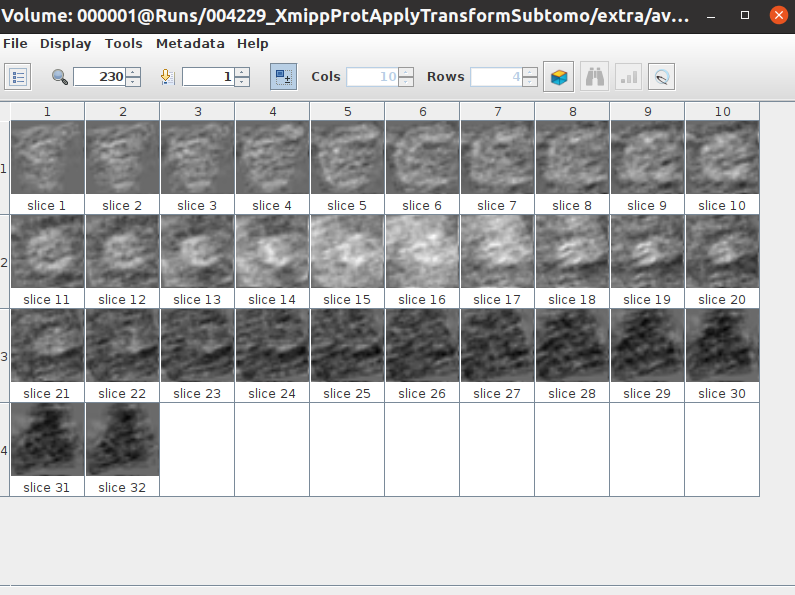 Volume: 000001@Runs/004229_XmippProtApplyTransformSubtomo/extra/av...
File Display Tools Metadata Help
230 1 Cols 10 Rows 4
1 2 3 4 5 6 7 8 9 10
1
slice 1 slice 2 slice 3 slice 4 slice 5 slice 6 slice 7 slice 8 slice 9 slice 10
2
slice 11 slice 12 slice 13 slice 14 slice 15 slice 16 slice 17 slice 18 slice 19 slice 20
3
slice 21 slice 22 slice 23 slice 24 slice 25 slice 26 slice 27 slice 28 slice 29 slice 30
4
slice 31 slice 32